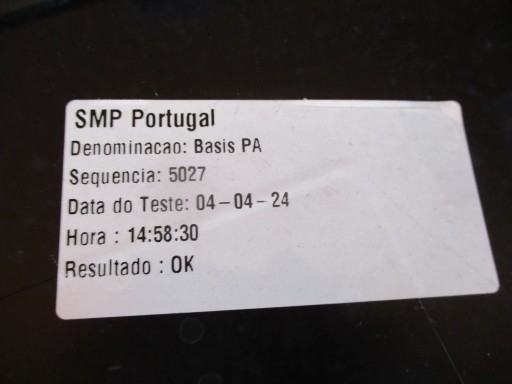 SMP Portugal
Denominacao: Basis PA
Sequencia: 5027
Data do Teste: 04-04-24
Hora : 14:58:30
Resultado : OK